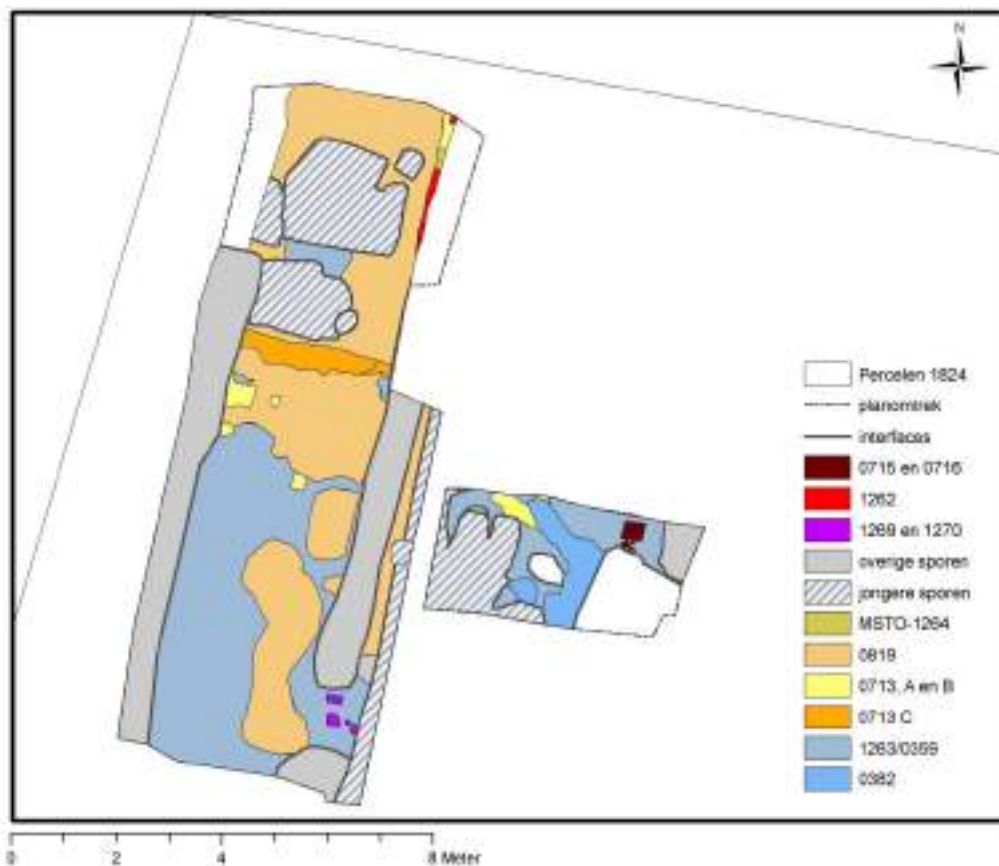 N
Percelen 1824
planomtrek
interfaces
0715 en 0716
1262
1269 en 1270
overige sporen
jongere sporen
MSTO-1264
0819
0713. A en B
0713 C
1263/0359
0382
0 2 4 8 Meter